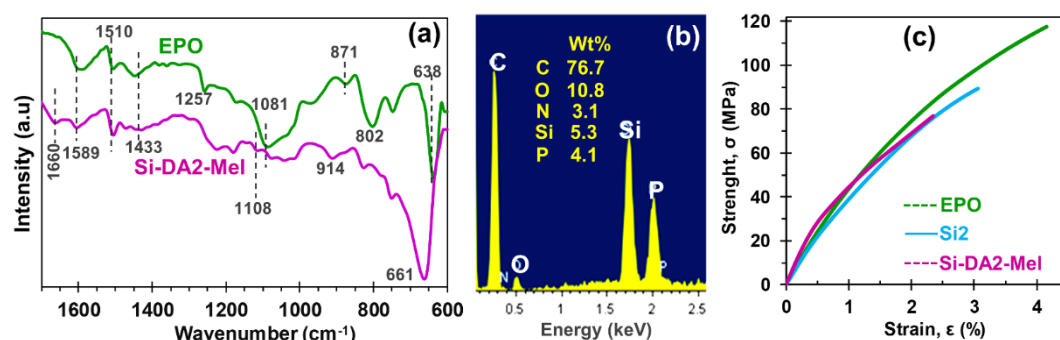 (a)
EPO
1510
871
638
1257
1081
802
1660
1589
1433
Si-DA2-Mel
1108
914
661
Intensity (a.u)
1600 1400 1200 1000 800 600
Wavenumber (cm⁻¹)
(b)
Wt%
C 76.7
O 10.8
N 3.1
Si 5.3
P 4.1
C
N
O
Si
P
P
0.5 1 1.5 2 2.5
Energy (keV)
(c)
Strenght, σ (MPa)
120
100
80
60
40
20
0
EPO
Si2
Si-DA2-Mel
0 1 2 3 4
Strain, ε (%)